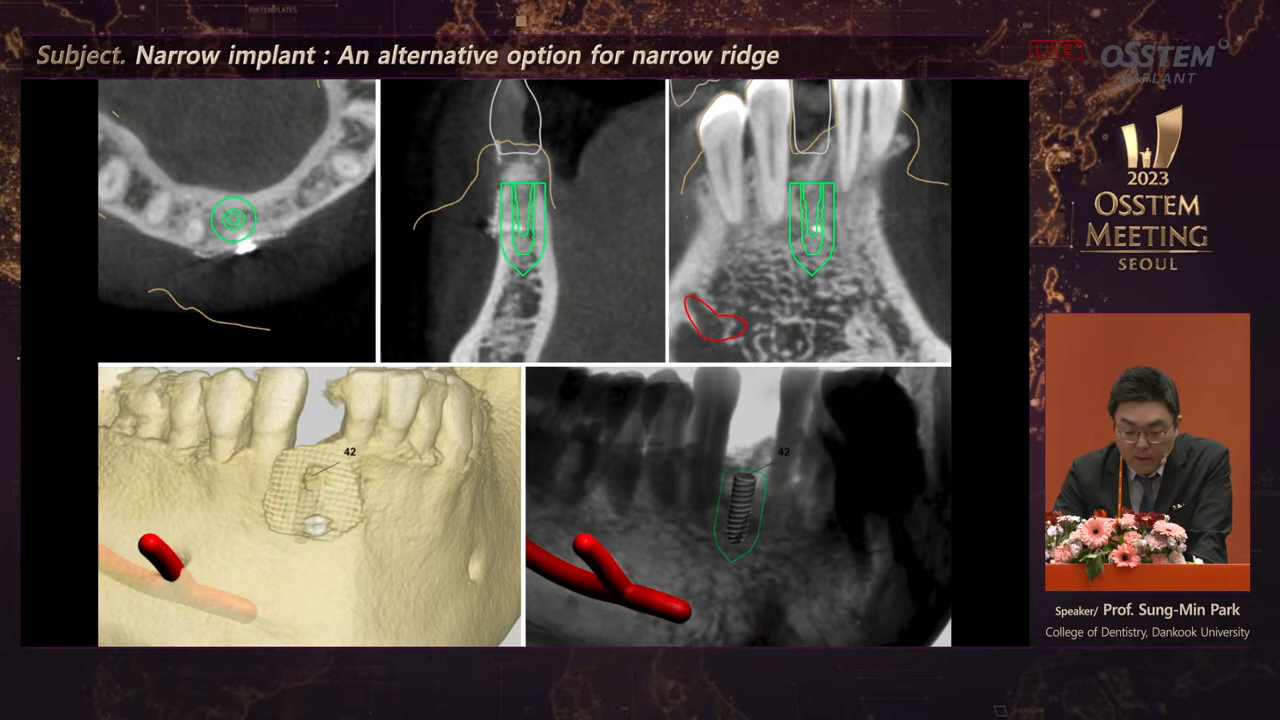 Subject. Narrow implant : An alternative option for narrow ridge
LIVE
OSSTEM
IMPLANT
2023
OSSTEM
MEETING
SEOUL
42
42
Speaker/ Prof. Sung-Min Park
College of Dentistry, Dankook University